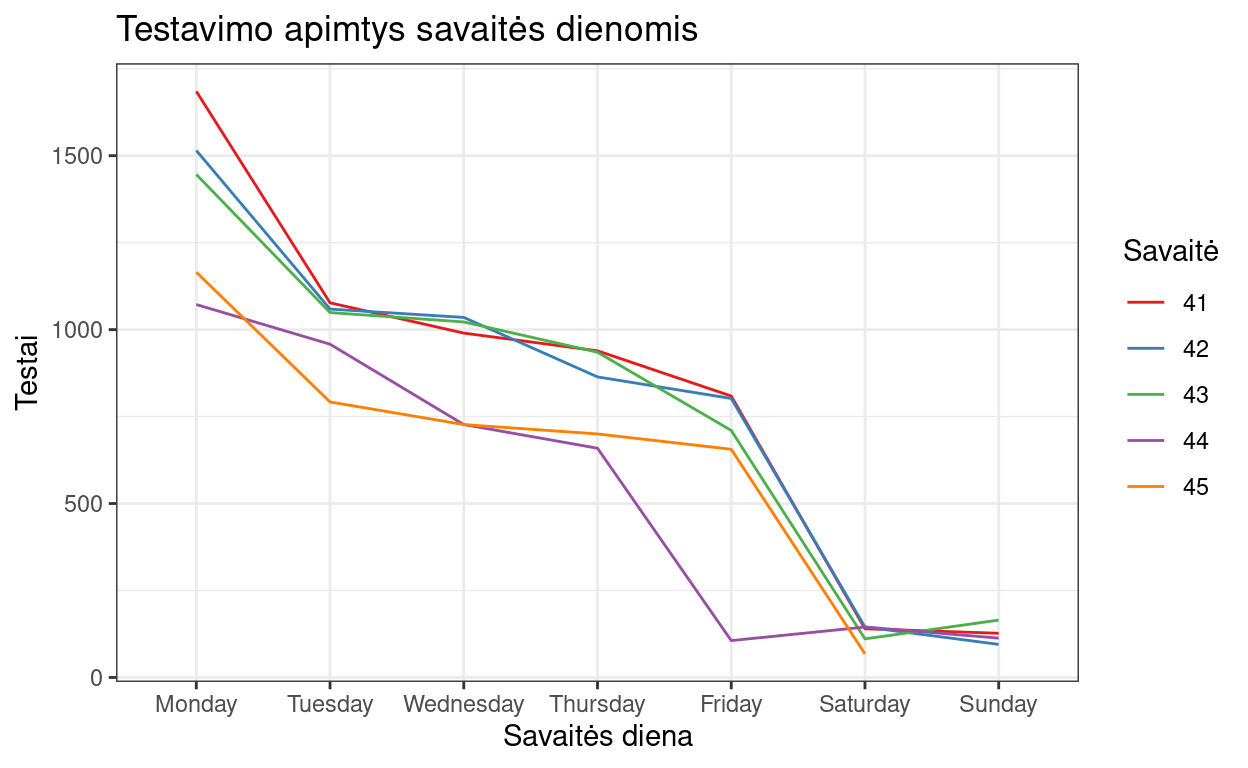 Testavimo apimtys savaitės dienomis
Testai
1500
1000
500
0
Monday Tuesday Wednesday Thursday Friday Saturday Sunday
Savaitės diena
Savaitė
41
42
43
44
45